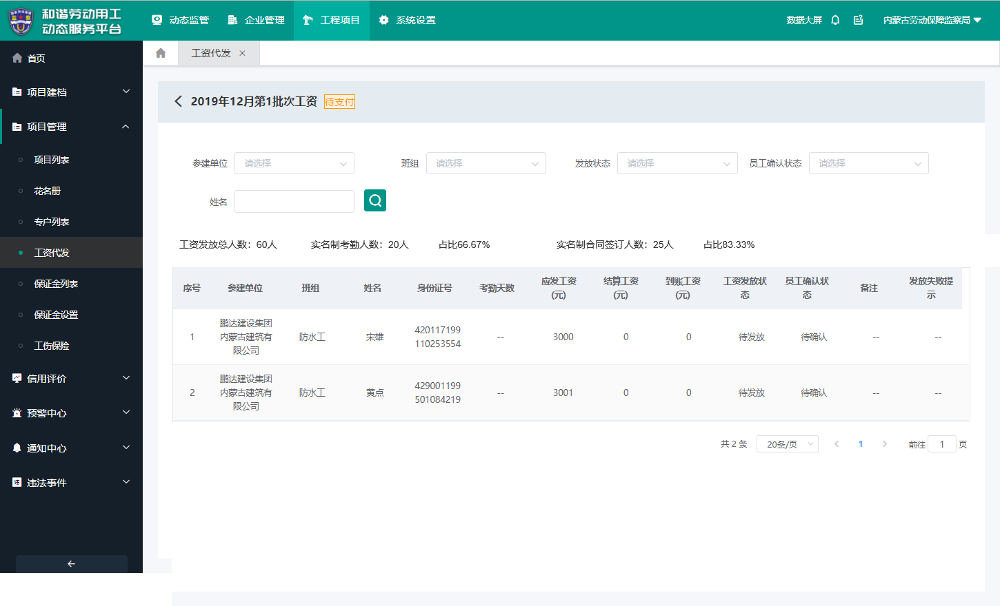 和谐劳动用工
动态服务平台
动态监管
企业管理
工程项目
系统设置
数据大屏
内蒙古劳动保障监察局
首页
项目建档
项目管理
项目列表
花名册
专户列表
工资代发
保证金列表
保证金设置
工伤保险
信用评价
预警中心
通知中心
违法事件
工资代发
2019年12月第1批次工资 待支付
参建单位 请选择 班组 请选择 发放状态 请选择 员工确认状态 请选择
姓名
工资发放总人数：60人 实名制考勤人数：20人 占比66.67% 实名制合同签订人数：25人 占比83.33%
序号 参建单位 班组 姓名 身份证号 考勤天数 应发工资(元) 结算工资(元) 到账工资(元) 工资发放状态 员工确认状态 备注 发放失败提示
1 鹏达建设集团内蒙古建筑有限公司 防水工 宋雄 420117199110253554 -- 3000 0 0 待发放 待确认 -- --
2 鹏达建设集团内蒙古建筑有限公司 防水工 黄点 429001199501084219 -- 3001 0 0 待发放 待确认 -- --
共 2 条 20条/页 1 前往 1 页